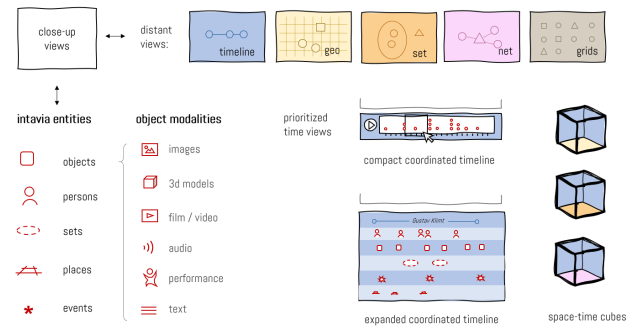 close-up
views
distant
views:
timeline
geo
set
net
grids
intavia entities
object modalities
prioritized
time views
objects
persons
sets
places
events
images
3d models
film / video
audio
performance
text
compact coordinated timeline
Gustav Klimt
expanded coordinated timeline
space-time cubes